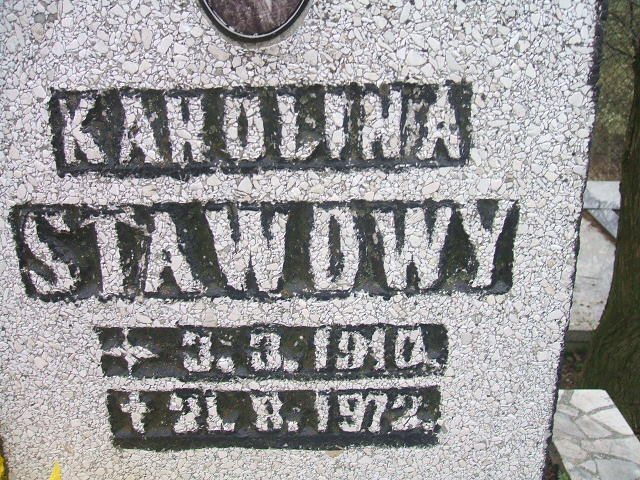 KAROLINA
STAWOWY
3. 3. 1910.
✝ 21. 8. 1972.